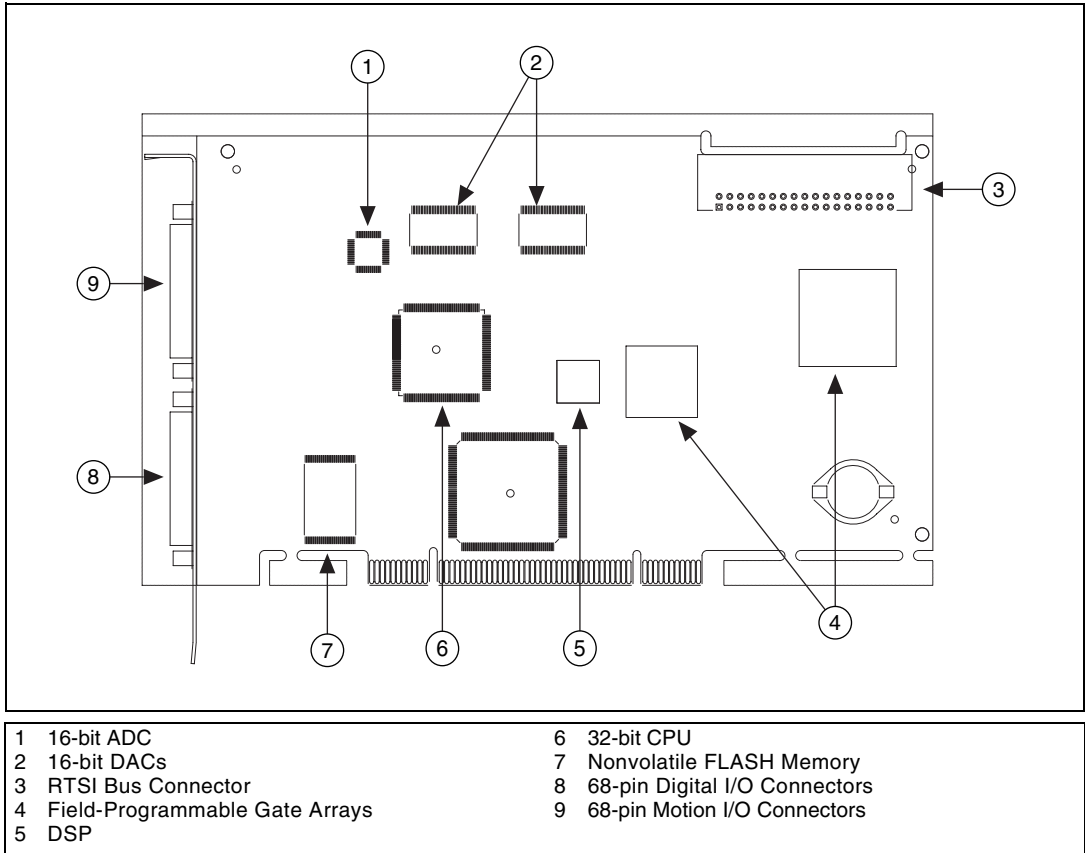 1
2
3
9
8
7
6
5
4
1 16-bit ADC
2 16-bit DACs
3 RTSI Bus Connector
4 Field-Programmable Gate Arrays
5 DSP
6 32-bit CPU
7 Nonvolatile FLASH Memory
8 68-pin Digital I/O Connectors
9 68-pin Motion I/O Connectors